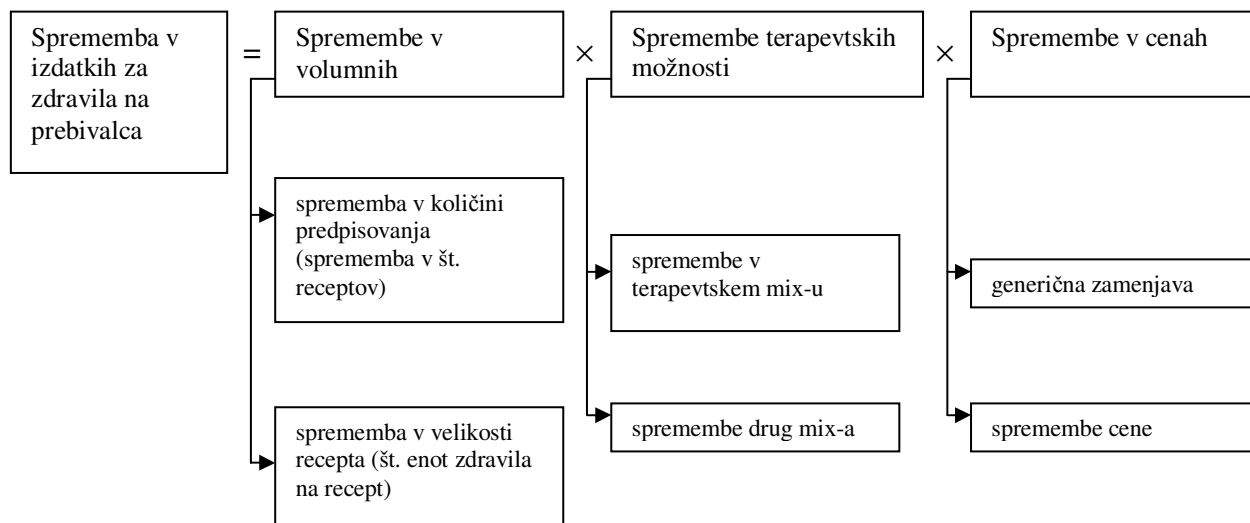 Sprememba v
izdatkih za
zdravila na
prebivalca
=
Spremembe v
volumnih
×
Spremembe terapevtskih
možnosti
×
Spremembe v cenah
sprememba v količini
predpisovanja
(sprememba v št.
receptov)
spremembe v
terapevtskem mix-u
generična zamenjava
sprememba v velikosti
recepta (št. enot zdravila
na recept)
spremembe drug mix-a
spremembe cene